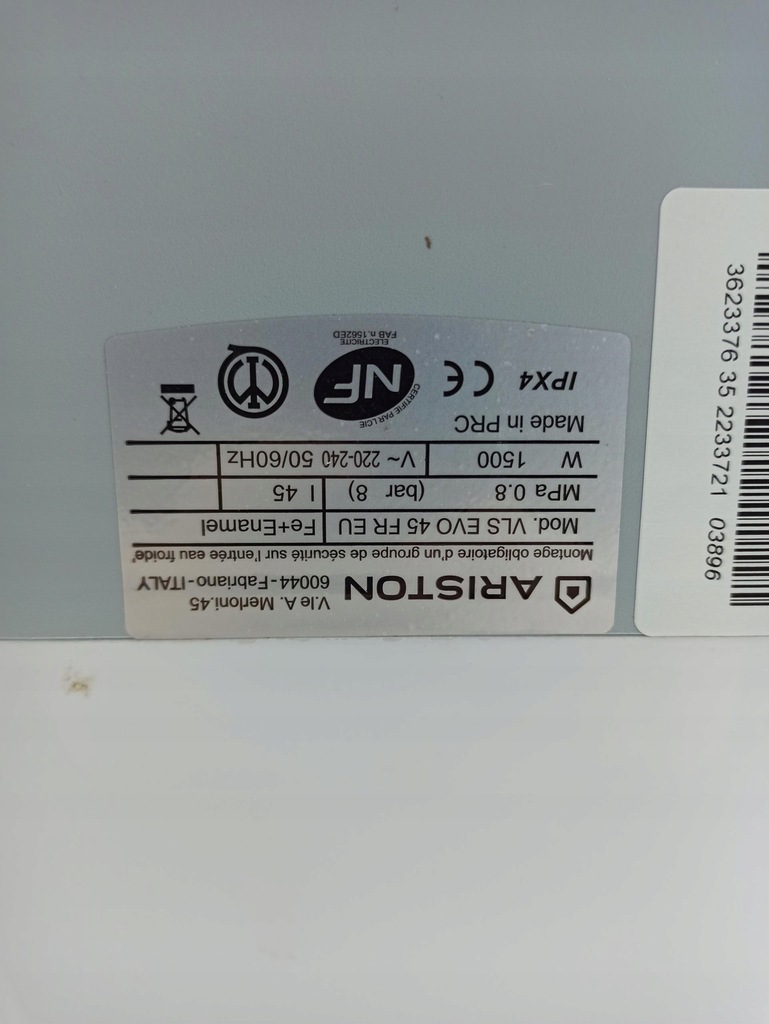 ARISTON V.le A. Merloni.45
60044-Fabriano-ITALY
Montage obligatoire d'un groupe de sécurité sur l'entrée eau froide'
Mod. VLS EVO 45 FR EU Fe+Enamel
MPa 0.8 (bar 8) l 45
W 1500 V~ 220-240 50/60Hz
Made in PRC
IPX4 CE NF
CERTIFIÉ PAR LCIE
ELECTRICITE
FAB n.1562ED
3623376 35 2233721 03896